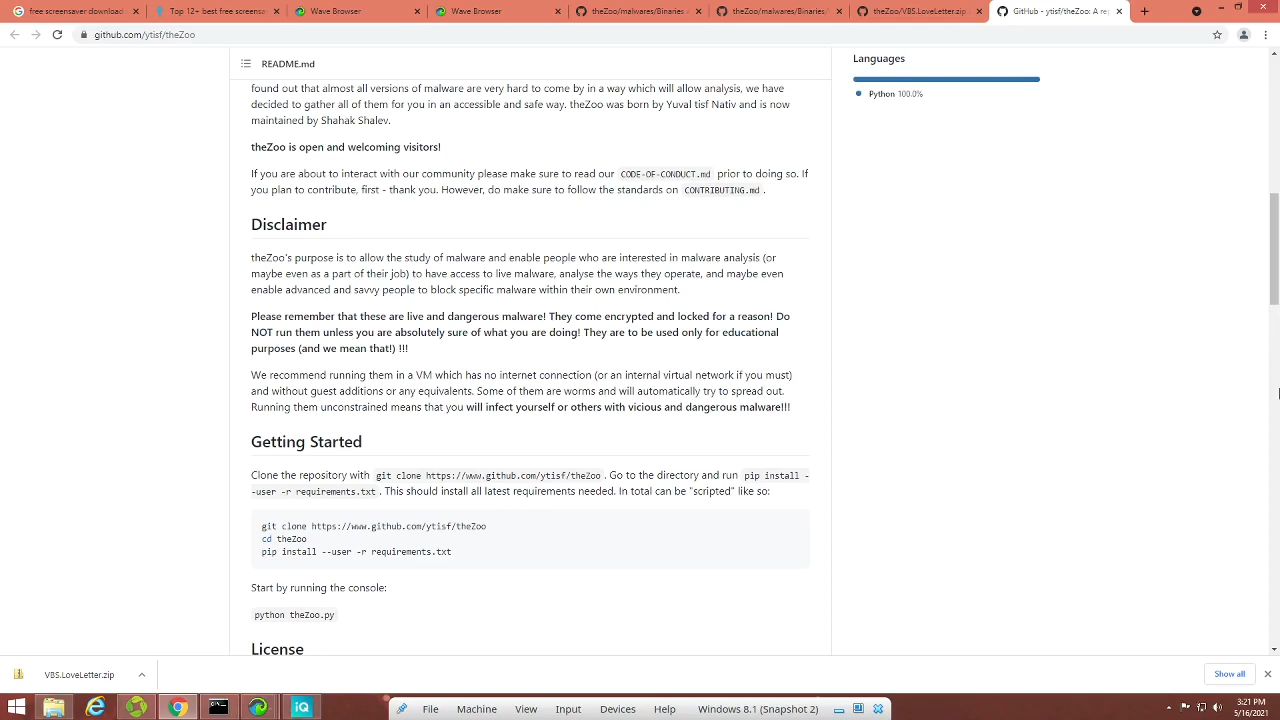 free screensaver download
Top 12+ best free screensa
Wave Browser
Wave Browser
theZoo/malwares/Binaries a
theZoo/malwares/Binaries/
theZoo/VBS.LoveLetter.zip
GitHub - ytisf/theZoo: A re
github.com/ytisf/theZoo
README.md
found out that almost all versions of malware are very hard to come by in a way which will allow analysis, we have
decided to gather all of them for you in an accessible and safe way. theZoo was born by Yuval tisf Nativ and is now
maintained by Shahak Shalev.
theZoo is open and welcoming visitors!
If you are about to interact with our community please make sure to read our CODE-OF-CONDUCT.md prior to doing so. If
you plan to contribute, first - thank you. However, do make sure to follow the standards on CONTRIBUTING.md.
Disclaimer
theZoo's purpose is to allow the study of malware and enable people who are interested in malware analysis (or
maybe even as a part of their job) to have access to live malware, analyse the ways they operate, and maybe even
enable advanced and savvy people to block specific malware within their own environment.
Please remember that these are live and dangerous malware! They come encrypted and locked for a reason! Do
NOT run them unless you are absolutely sure of what you are doing! They are to be used only for educational
purposes (and we mean that!) !!!
We recommend running them in a VM which has no internet connection (or an internal virtual network if you must)
and without guest additions or any equivalents. Some of them are worms and will automatically try to spread out.
Running them unconstrained means that you will infect yourself or others with vicious and dangerous malware!!!
Getting Started
Clone the repository with git clone https://www.github.com/ytisf/theZoo. Go to the directory and run pip install -
-user -r requirements.txt. This should install all latest requirements needed. In total can be "scripted" like so:
git clone https://www.github.com/ytisf/theZoo
cd theZoo
pip install --user -r requirements.txt
Start by running the console:
python theZoo.py
License
Languages
Python 100.0%
VBS.LoveLetter.zip
Show all
iQ
File Machine View Input Devices Help Windows 8.1 (Snapshot 2)
3:21 PM
5/16/2021